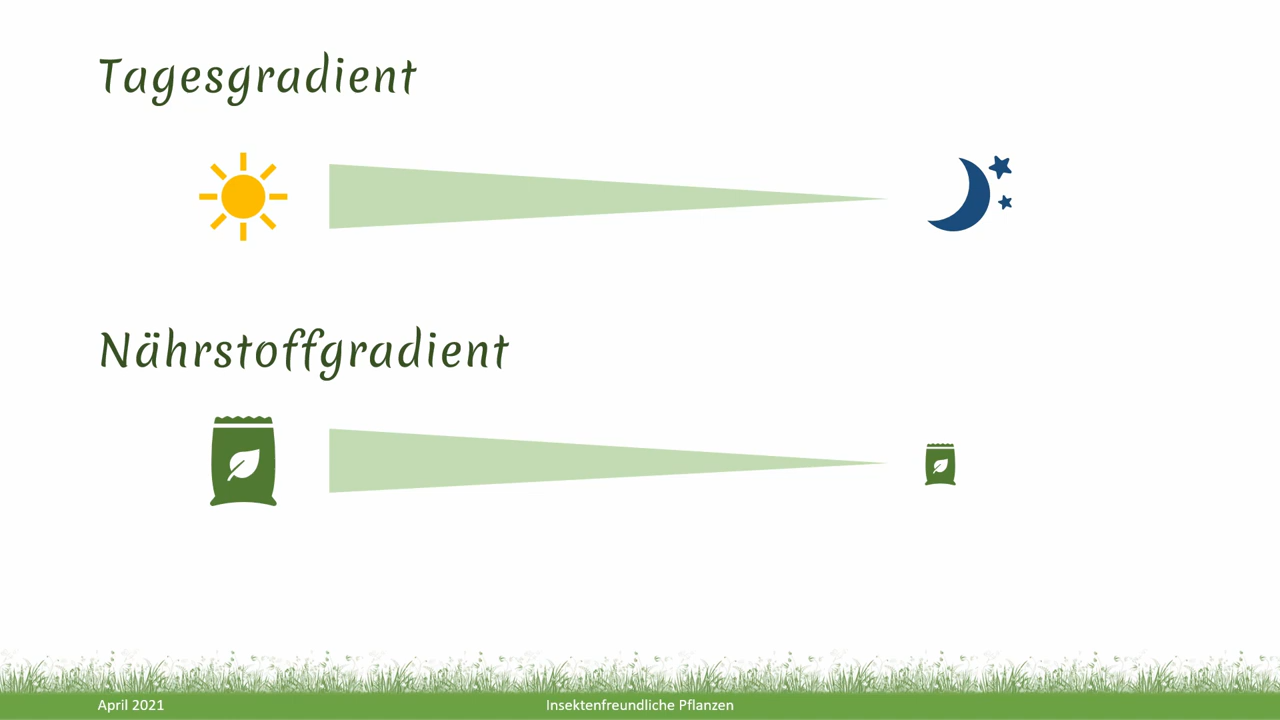 Tagesgradient
Nährstoffgradient
April 2021
Insektenfreundliche Pflanzen